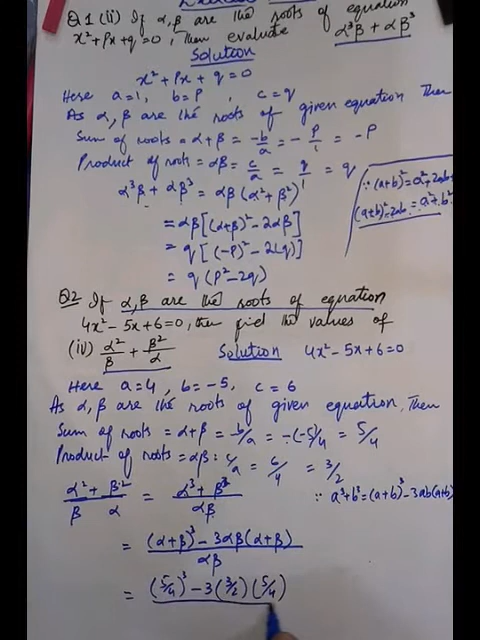 Q1 (ii) If α, β are the roots of equation
x² + Px + q = 0, Then evaluate α³β + αβ³
Solution
x² + Px + q = 0
Here a = 1, b = P, c = q
As α, β are the roots of given equation Then
Sum of roots = α + β = -b/a = - P/1 = -P
Product of root = αβ = c/a = q/1 = q
α³β + αβ³ = αβ (α² + β²)
∵ (a+b)² = a² + 2ab + b²
(a+b)² - 2ab = a² + b²
= αβ [(α+β)² - 2αβ]
= q [(-P)² - 2(q)]
= q (P² - 2q)
Q2 If α, β are the roots of equation
4x² - 5x + 6 = 0, then find the values of
(iv) α²/β + β²/α Solution 4x² - 5x + 6 = 0
Here a = 4, b = -5, c = 6
As α, β are the roots of given equation, Then
Sum of roots = α + β = -b/a = -(-5)/4 = 5/4
Product of roots = αβ = c/a = 6/4 = 3/2
α²/β + β²/α = α³ + β³/αβ ∵ a³ + b³ = (a+b)³ - 3ab(a+b)
= (α+β)³ - 3αβ(α+β)/αβ
= (5/4)³ - 3(3/2)(5/4)